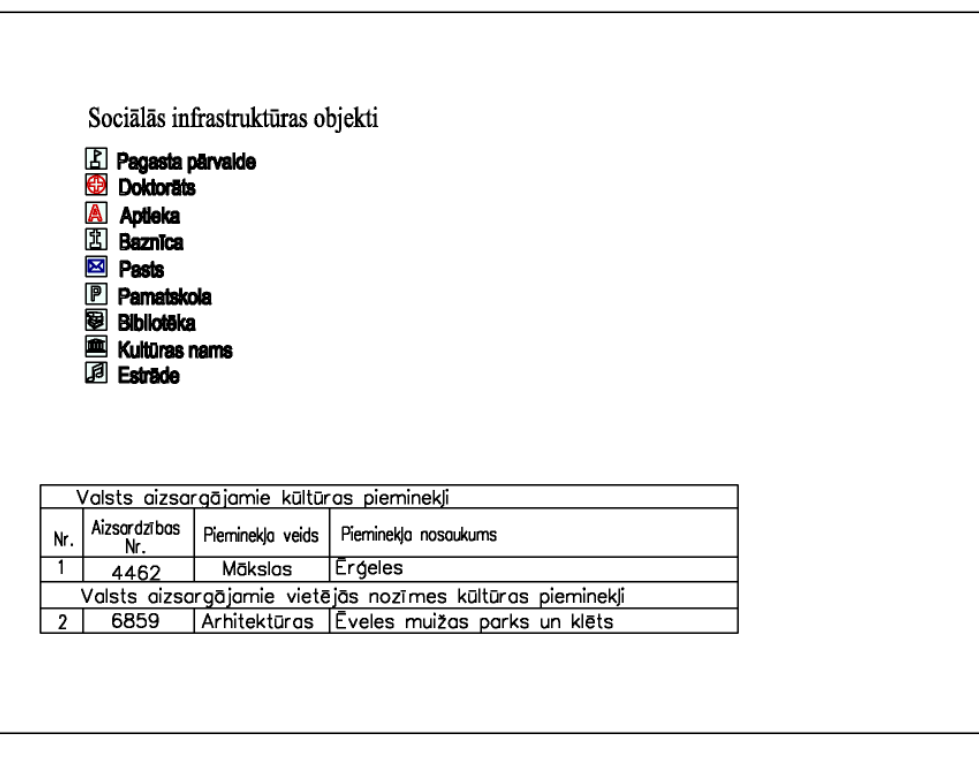 Sociālās infrastruktūras objekti
Pagasta pārvalde
Doktorāts
A Aptieka
Baznīca
Pasts
P Pamatskola
Bibliotēka
Kultūras nams
Estrāde
Valsts aizsargājamie kūltūras pieminekļi
Nr. Aizsardzības Nr. Pieminekļa veids Pieminekļa nosaukums
1 4462 Mākslas Ērģeles
Valsts aizsargājamie vietējās nozīmes kūltūras pieminekļi
2 6859 Arhitektūras Ēveles muižas parks un klēts